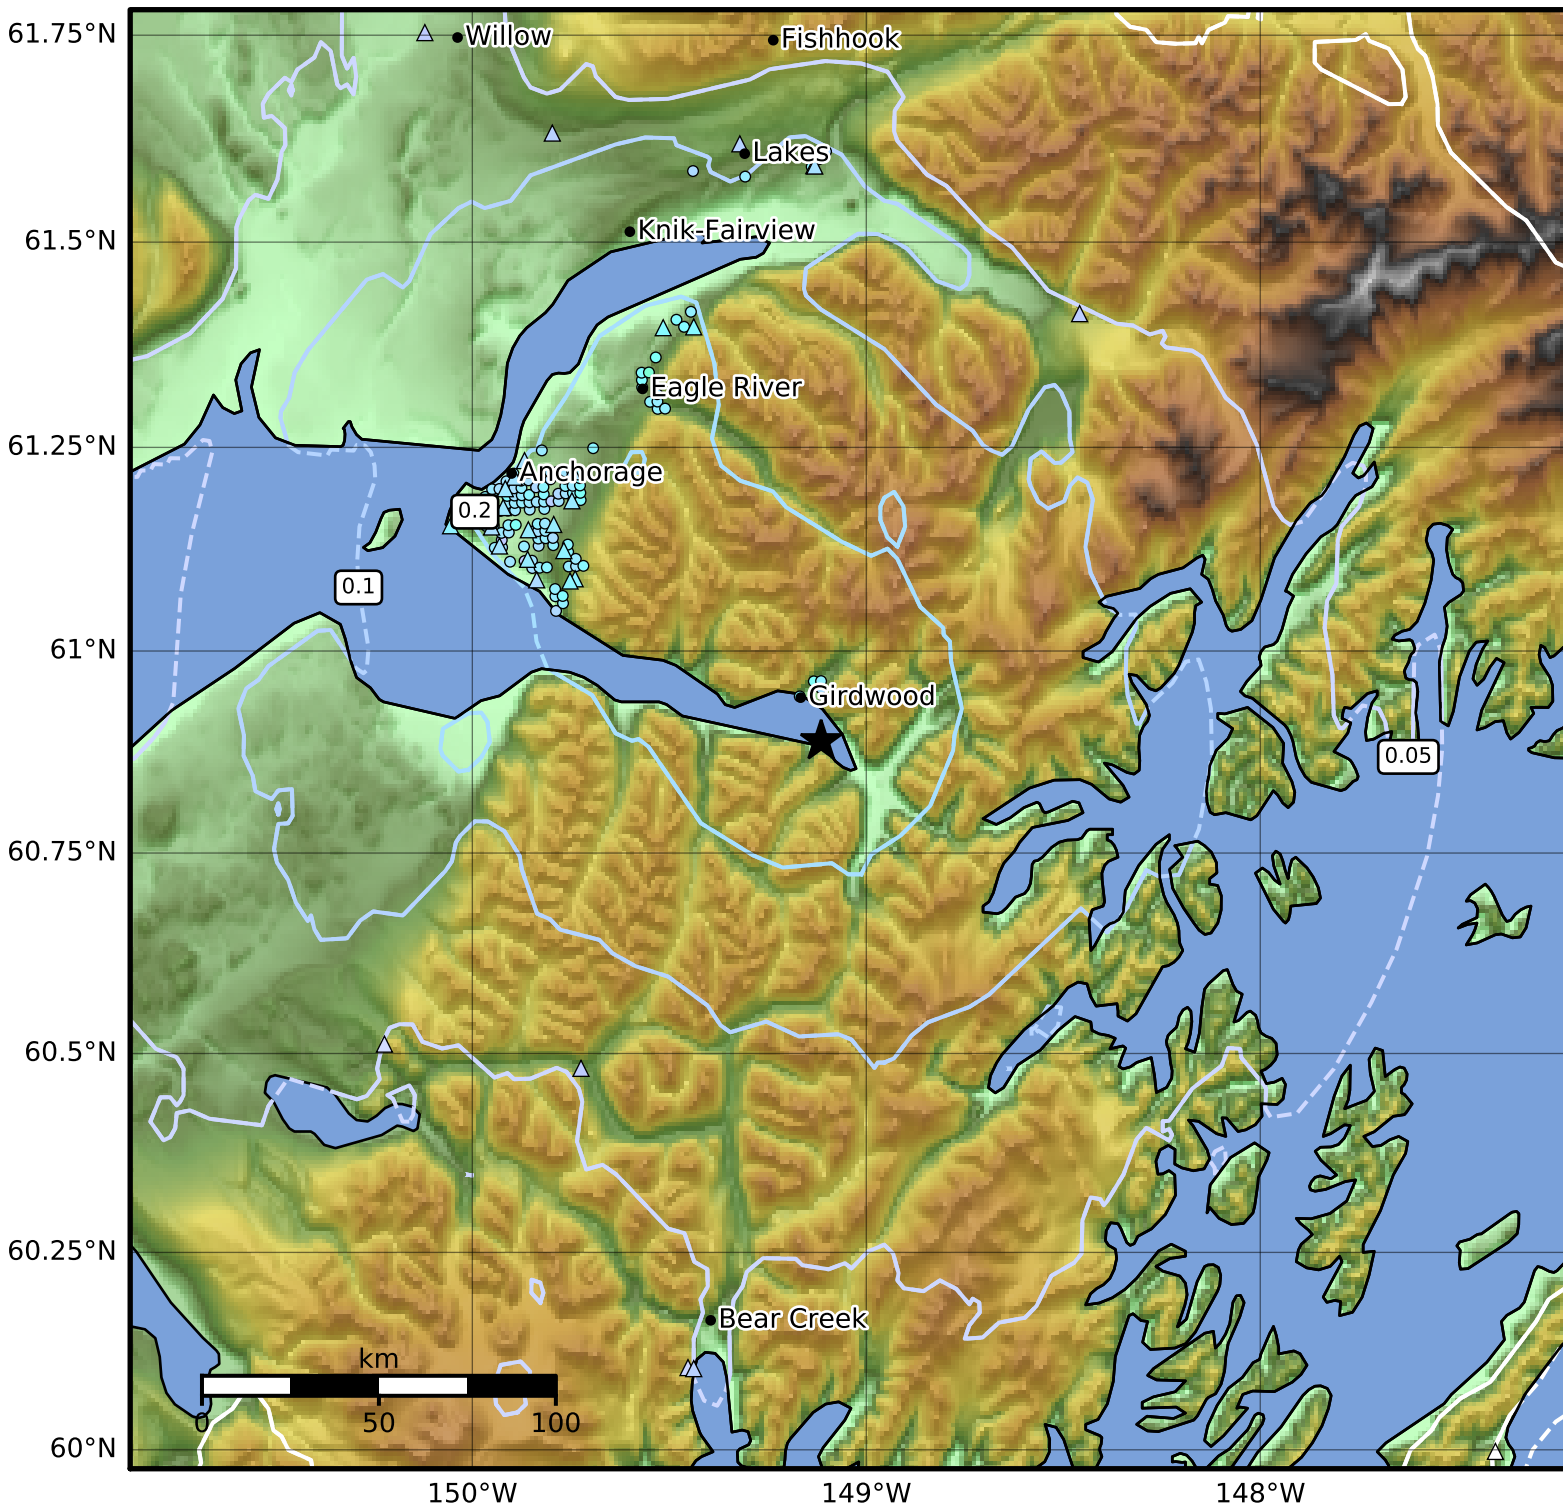 61.75°N
Willow
Fishhook
Lakes
61.5°N
Knik-Fairview
Eagle River
61.25°N
Anchorage
0.2
0.1
61°N
Girdwood
0.05
60.75°N
60.5°N
60.25°N
Bear Creek
km
0 50 100
60°N
150°W 149°W 148°W